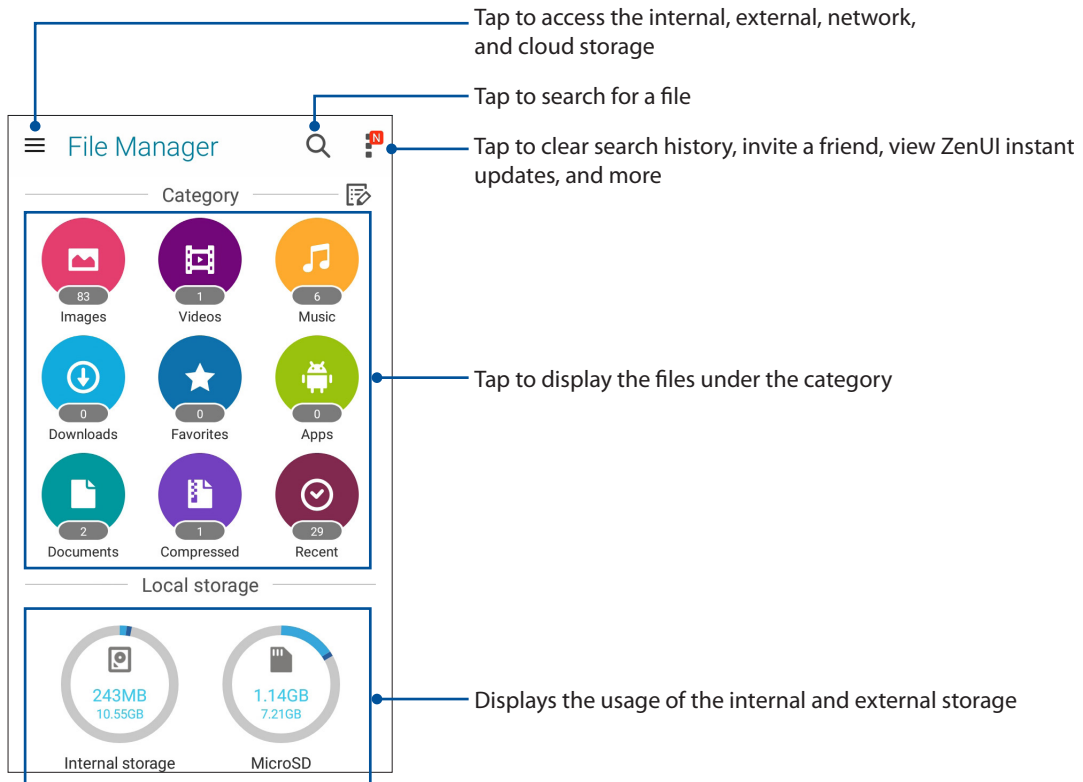 Tap to access the internal, external, network,
and cloud storage
Tap to search for a file
File Manager
N
Tap to clear search history, invite a friend, view ZenUI instant
updates, and more
Category
83
1
6
Images
Videos
Music
Tap to display the files under the category
0
0
0
Downloads
Favorites
Apps
2
1
29
Documents
Compressed
Recent
Local storage
243MB
1.14GB
10.55GB
7.21GB
Displays the usage of the internal and external storage
Internal storage
MicroSD